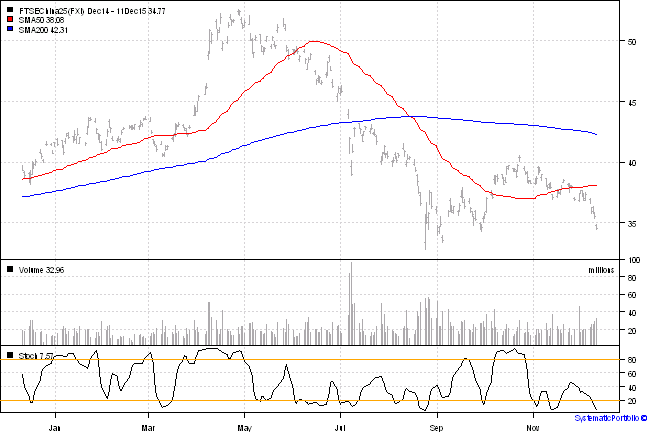 FTSEChina25(FXI) Dec14 - 11Dec15 34.77
SMA50 38.08
SMA200 42.31
50
45
40
35
100
Volume 32.96
millions
80
60
40
20
Stoch 7.57
80
60
40
20
Jan
Mar
May
Jul
Sep
Nov
SystematicPortfolio ©